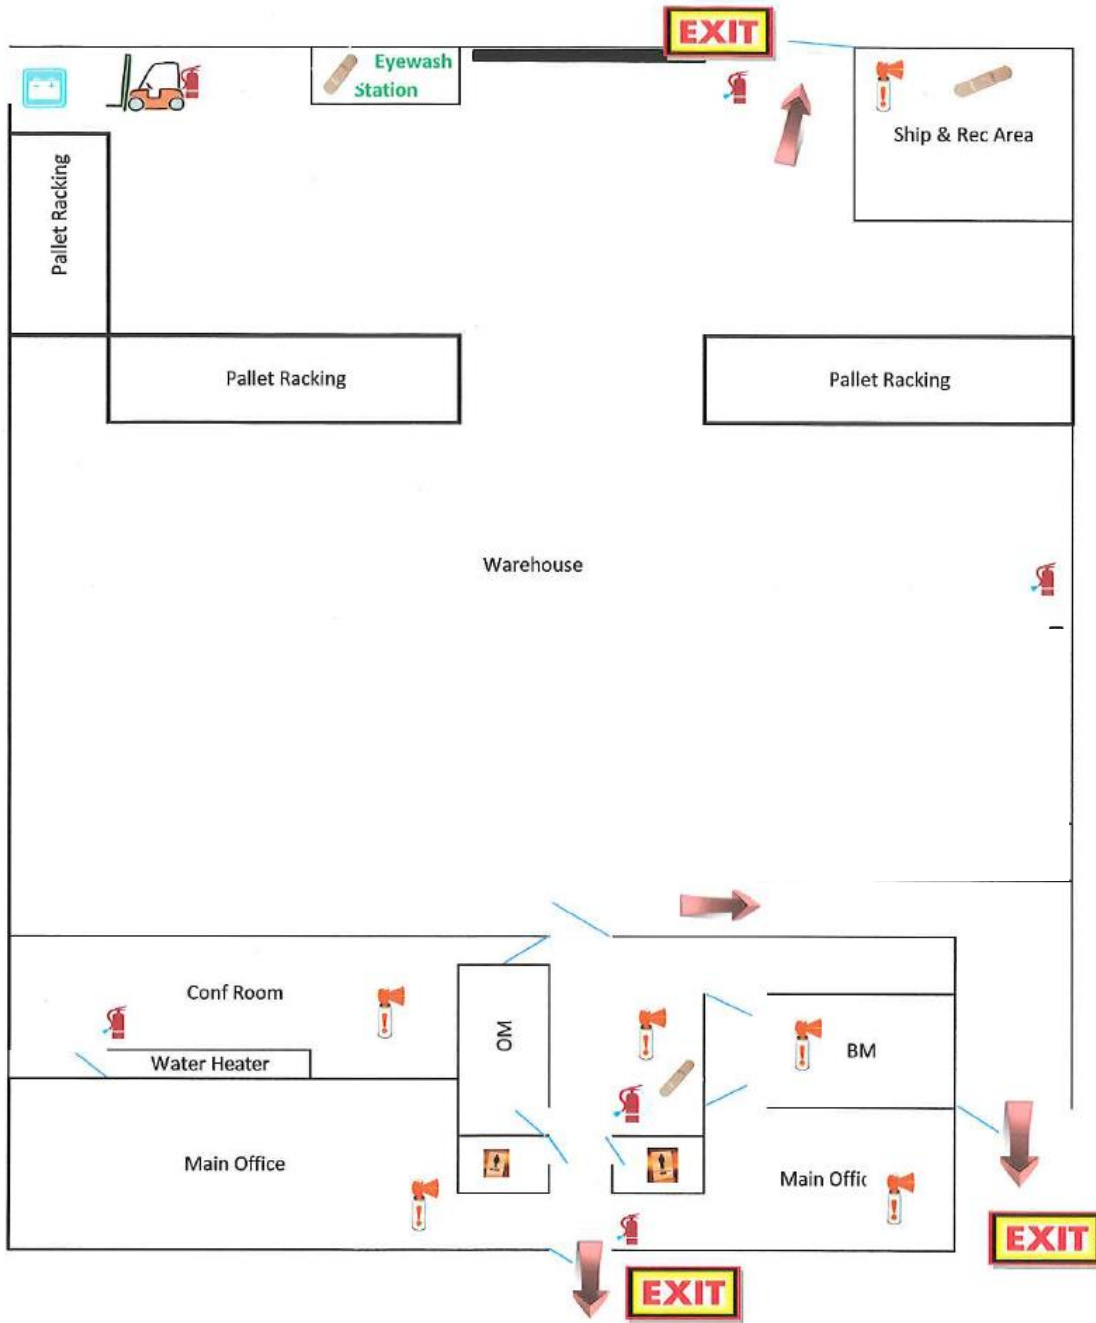 EXIT
Eyewash
Station
Ship & Rec Area
Pallet Racking
Pallet Racking
Pallet Racking
Warehouse
Conf Room
OM
BM
Water Heater
Main Office
Main Offic
EXIT
EXIT